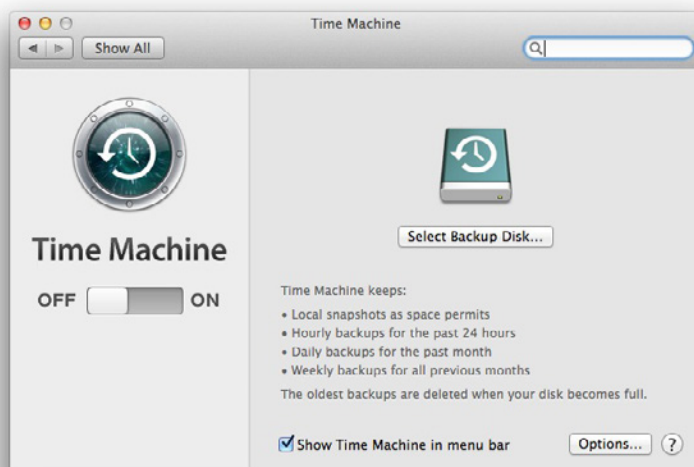 Time Machine
Show All
Time Machine
OFF ON
Select Backup Disk...
Time Machine keeps:
• Local snapshots as space permits
• Hourly backups for the past 24 hours
• Daily backups for the past month
• Weekly backups for all previous months
The oldest backups are deleted when your disk becomes full.
Show Time Machine in menu bar
Options... ?